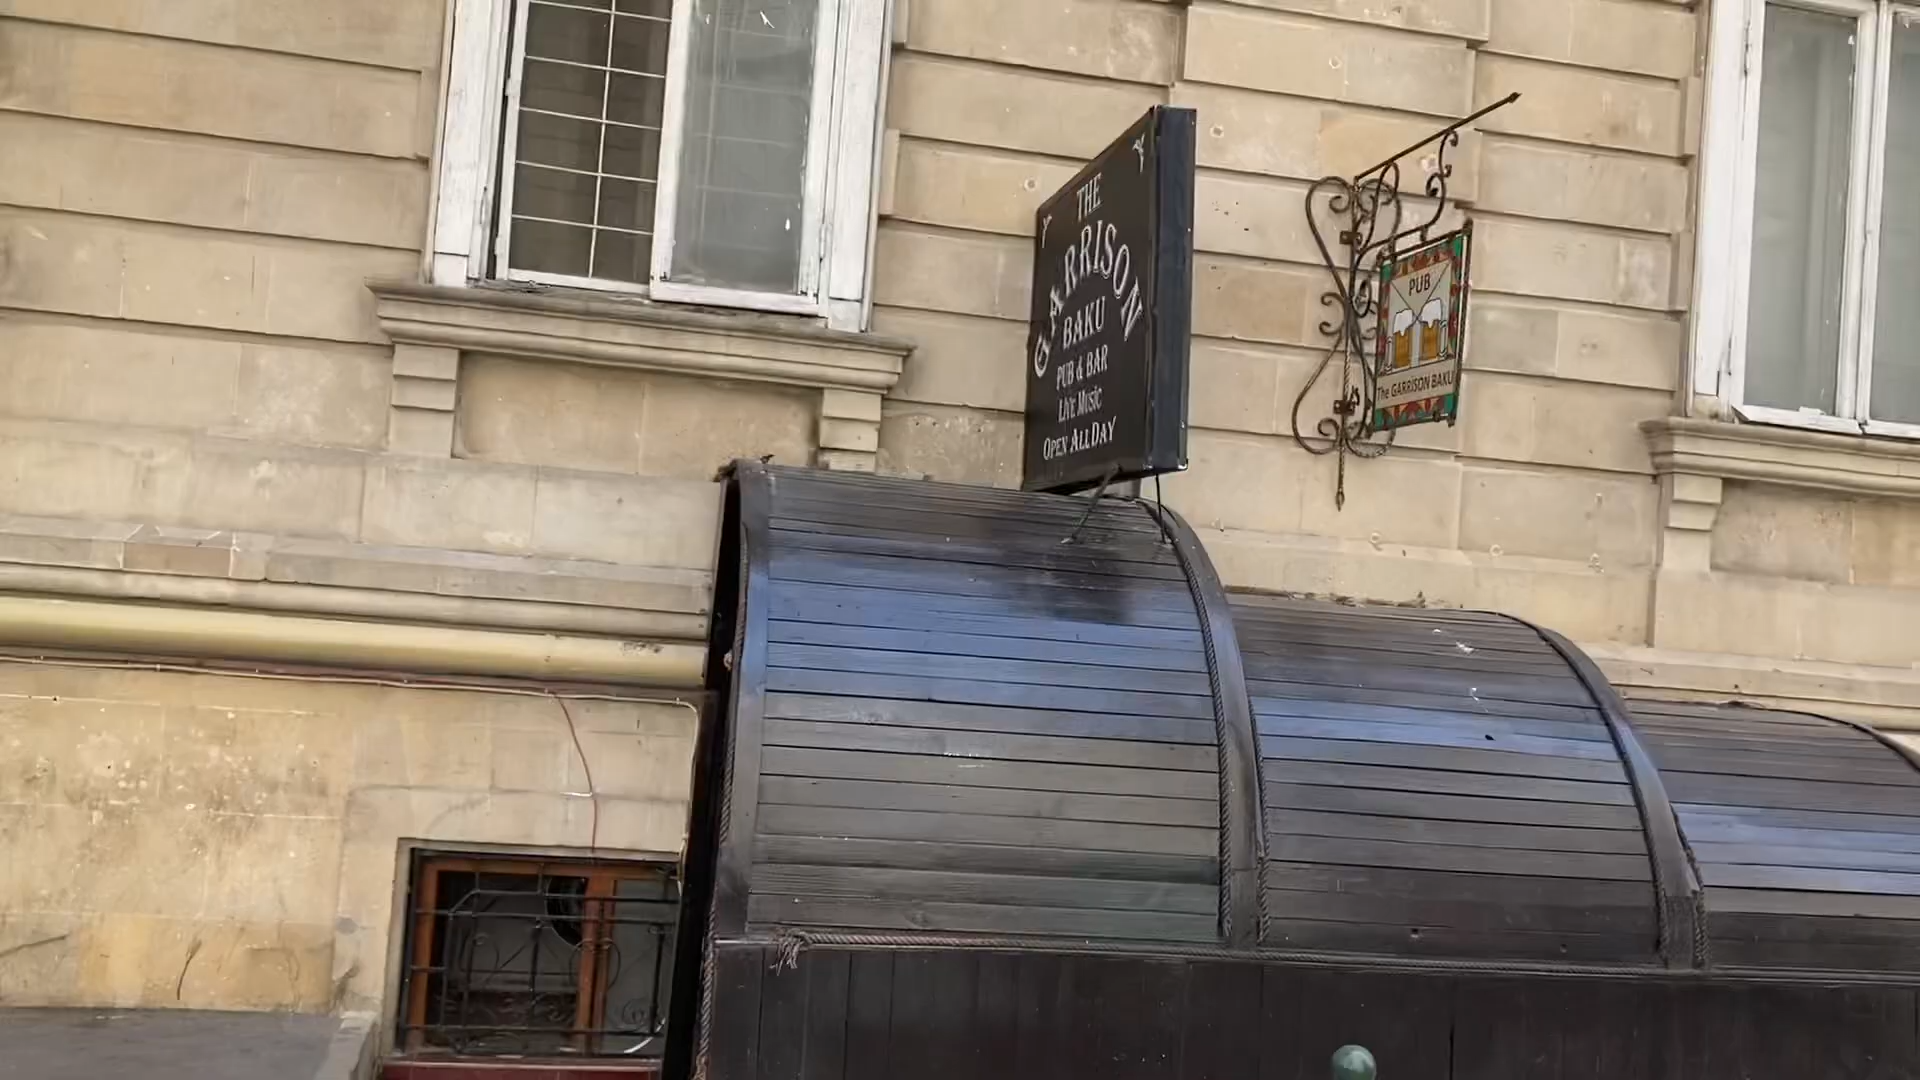 THE
GARRISON
BAKU
PUB & BAR
LIVE MUSIC
OPEN ALL DAY
PUB
The GARRISON BAKU